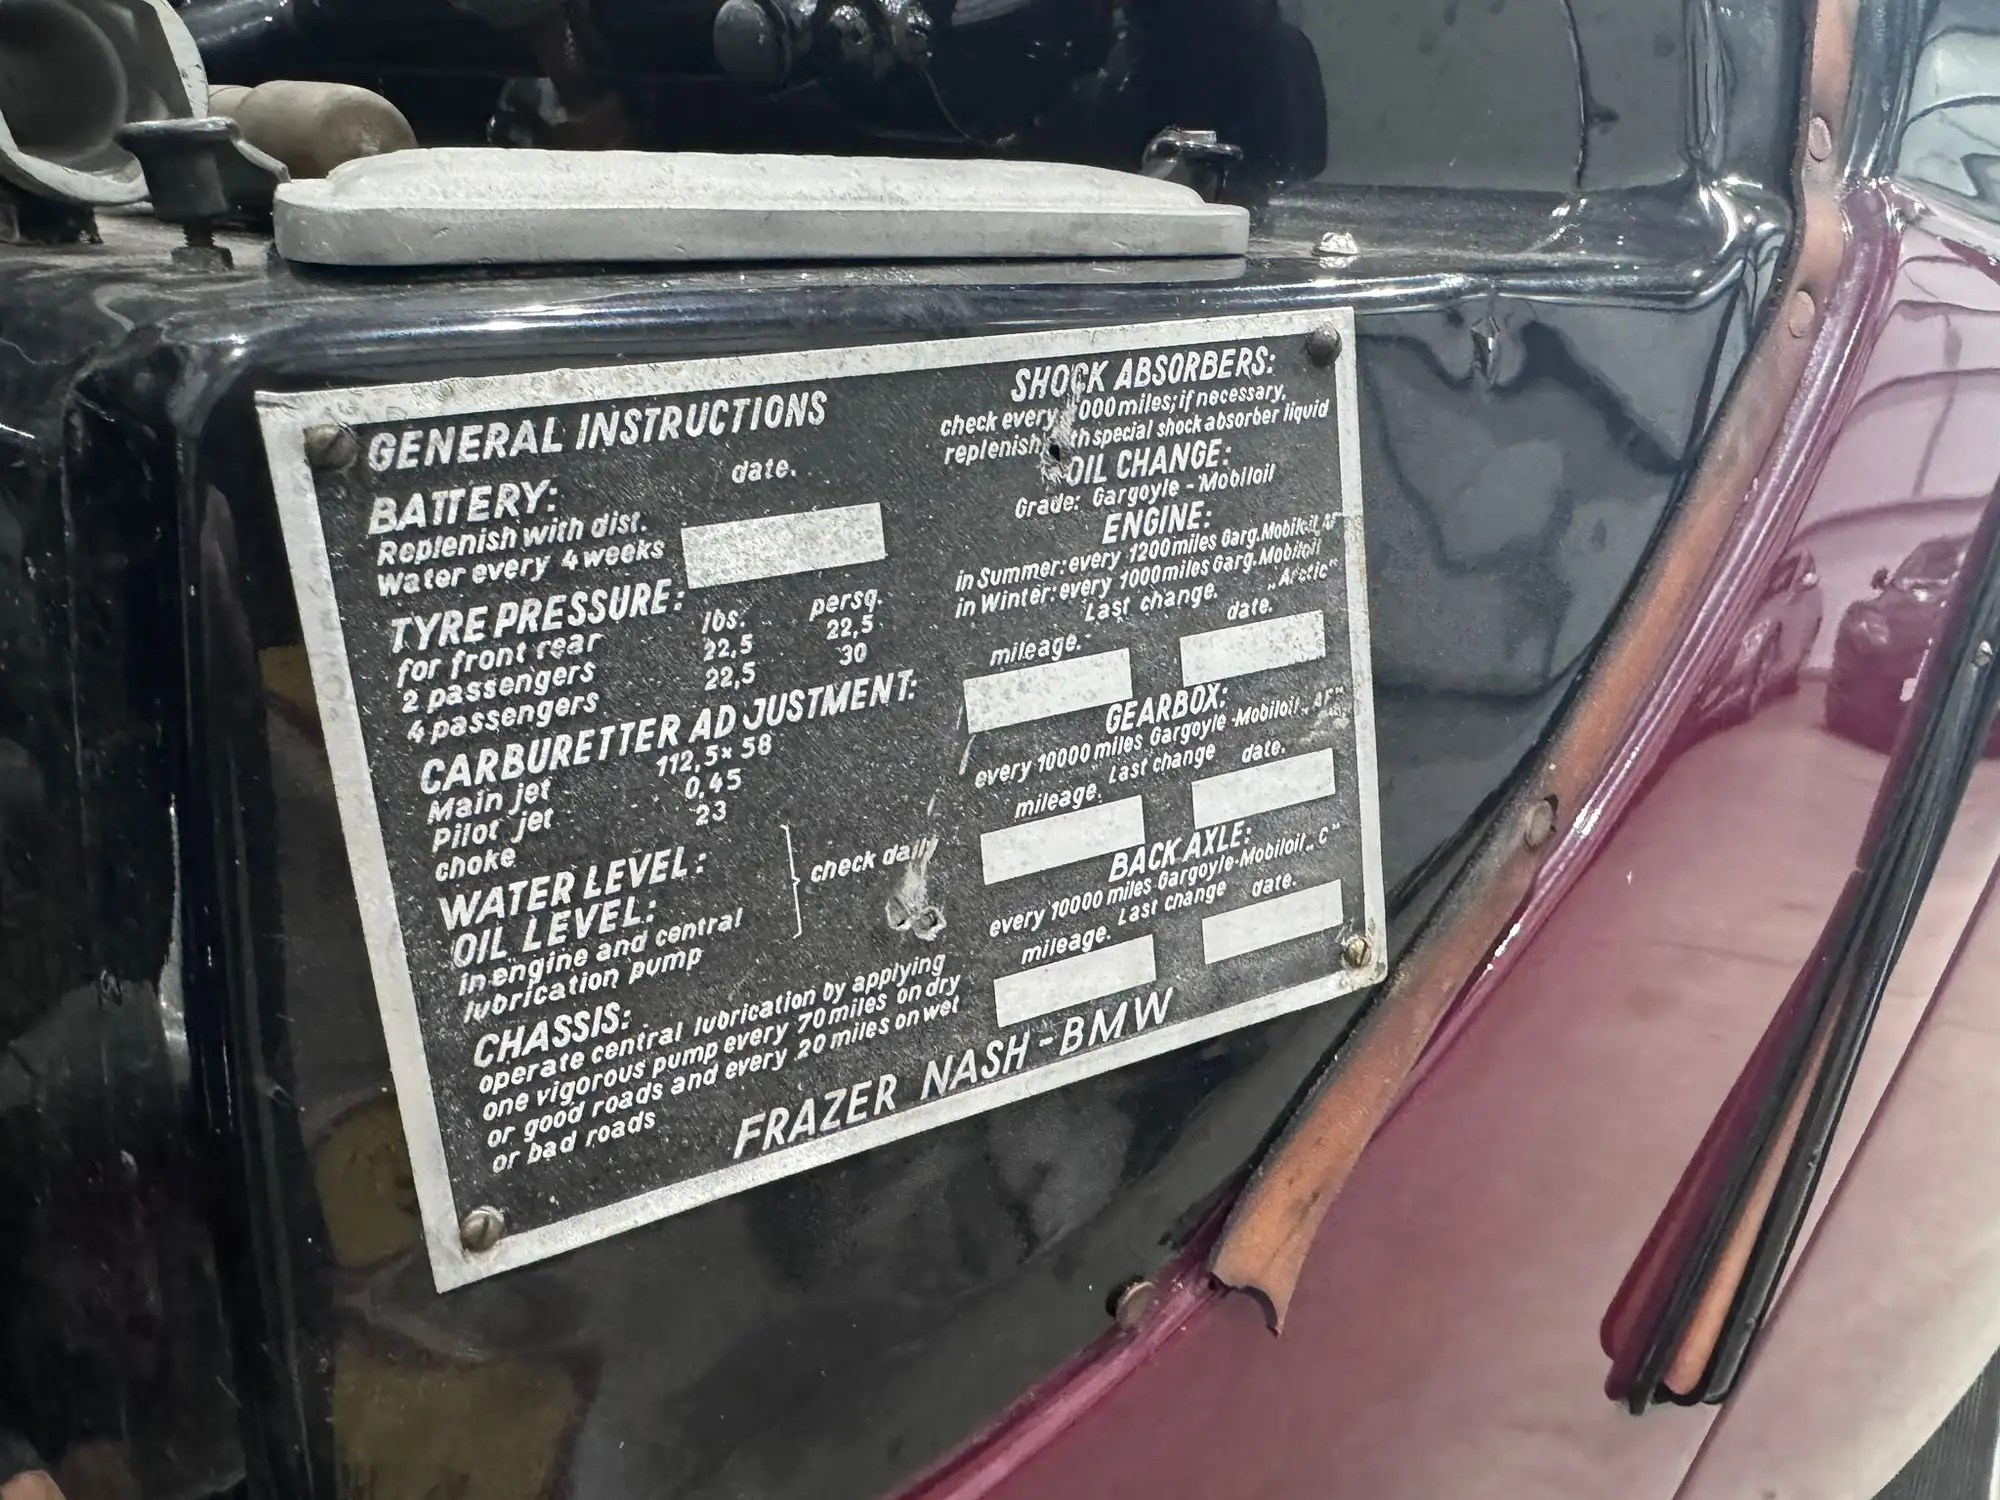 GENERAL INSTRUCTIONS
date.
BATTERY:
Replenish with dist.
water every 4 weeks
TYRE PRESSURE: lbs. persq.
for front rear 22,5 22,5
2 passengers 22,5 30
4 passengers
CARBURETTER ADJUSTMENT:
Main jet 112,5x58
Pilot jet 0,45
choke 23
WATER LEVEL:
OIL LEVEL: check daily
in engine and central
lubrication pump
CHASSIS:
operate central lubrication by applying
one vigorous pump every 70 miles on dry
or good roads and every 20 miles on wet
or bad roads
SHOCK ABSORBERS:
check every 000 miles; if necessary,
replenish th special shock absorber liquid
OIL CHANGE:
Grade: Gargoyle - Mobiloil
ENGINE:
in Summer: every 1200 miles Garg. Mobiloil AF"
in Winter: every 1000 miles Garg. Mobiloil
"Arctic"
Last change.
mileage. date.
GEARBOX:
every 10000 miles Gargoyle-Mobiloil „AF"
Last change
mileage. date.
BACK AXLE:
every 10000 miles Gargoyle-Mobiloil „C"
Last change
mileage. date.
FRAZER NASH-BMW